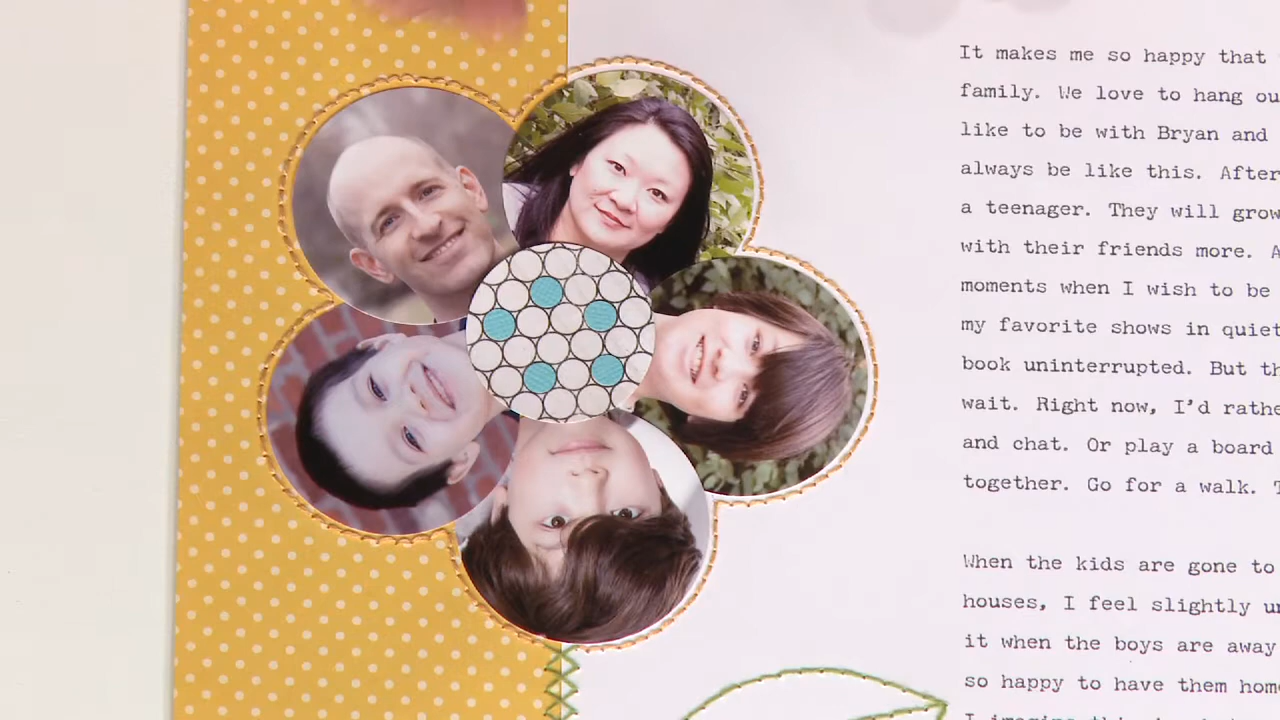 It makes me so happy that
family. We love to hang ou
like to be with Bryan and
always be like this. After
a teenager. They will grow
with their friends more. A
moments when I wish to be
my favorite shows in quiet
book uninterrupted. But th
wait. Right now, I'd rathe
and chat. Or play a board
together. Go for a walk. T
When the kids are gone to
houses, I feel slightly un
it when the boys are away
so happy to have them home